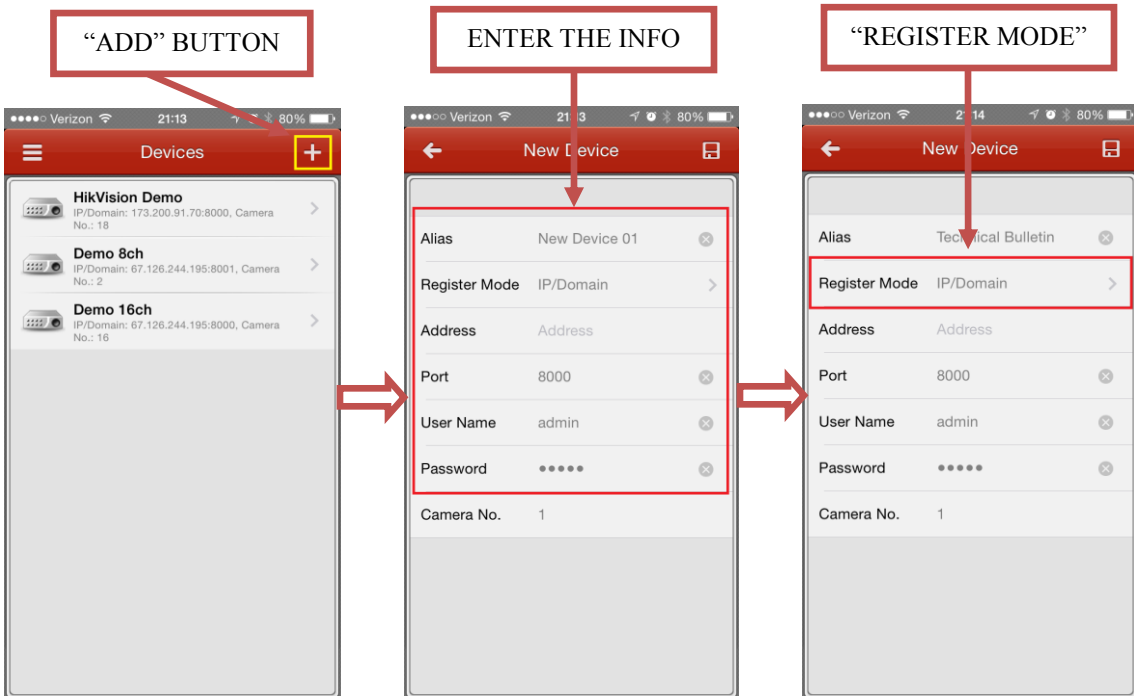 “ADD” BUTTON
ENTER THE INFO
“REGISTER MODE”
Verizon 21:13 80%
Devices
HikVision Demo
IP/Domain: 173.200.91.70:8000, Camera
No.: 18
Demo 8ch
IP/Domain: 67.126.244.195:8001, Camera
No.: 2
Demo 16ch
IP/Domain: 67.126.244.195:8000, Camera
No.: 16
Verizon 80%
New Device
Alias New Device 01
Register Mode IP/Domain
Address Address
Port 8000
User Name admin
Password •••••
Camera No. 1
Verizon 80%
New Device
Alias Technical Bulletin
Register Mode IP/Domain
Address Address
Port 8000
User Name admin
Password •••••
Camera No. 1